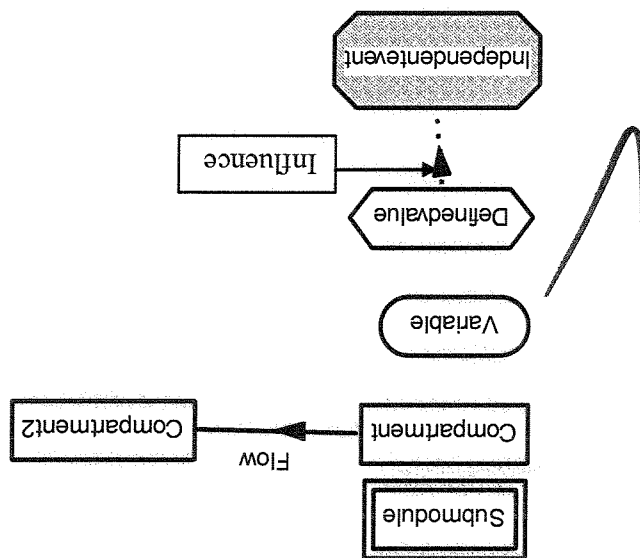 Submodule
Compartment
Flow
Compartment2
Variable
Definedvalue
Influence
Independentevent